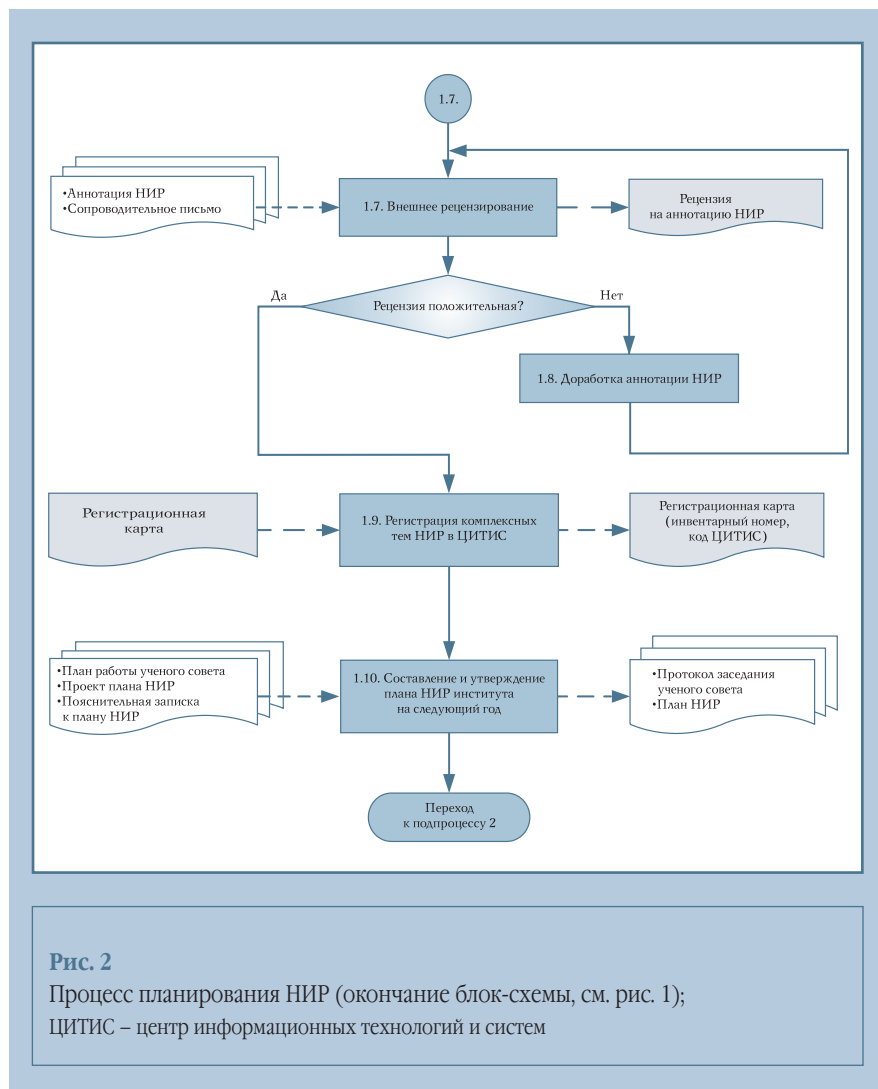 1.7.
•Аннотация НИР
•Сопроводительное письмо
1.7. Внешнее рецензирование
Рецензия
на аннотацию НИР
Да
Рецензия положительная?
Нет
1.8. Доработка аннотации НИР
Регистрационная
карта
1.9. Регистрация комплексных
тем НИР в ЦИТИС
Регистрационная карта
(инвентарный номер,
код ЦИТИС)
•План работы ученого совета
•Проект плана НИР
•Пояснительная записка
к плану НИР
1.10. Составление и утверждение
плана НИР института
на следующий год
•Протокол заседания
ученого совета
•План НИР
Переход
к подпроцессу 2
Рис. 2
Процесс планирования НИР (окончание блок-схемы, см. рис. 1);
ЦИТИС – центр информационных технологий и систем